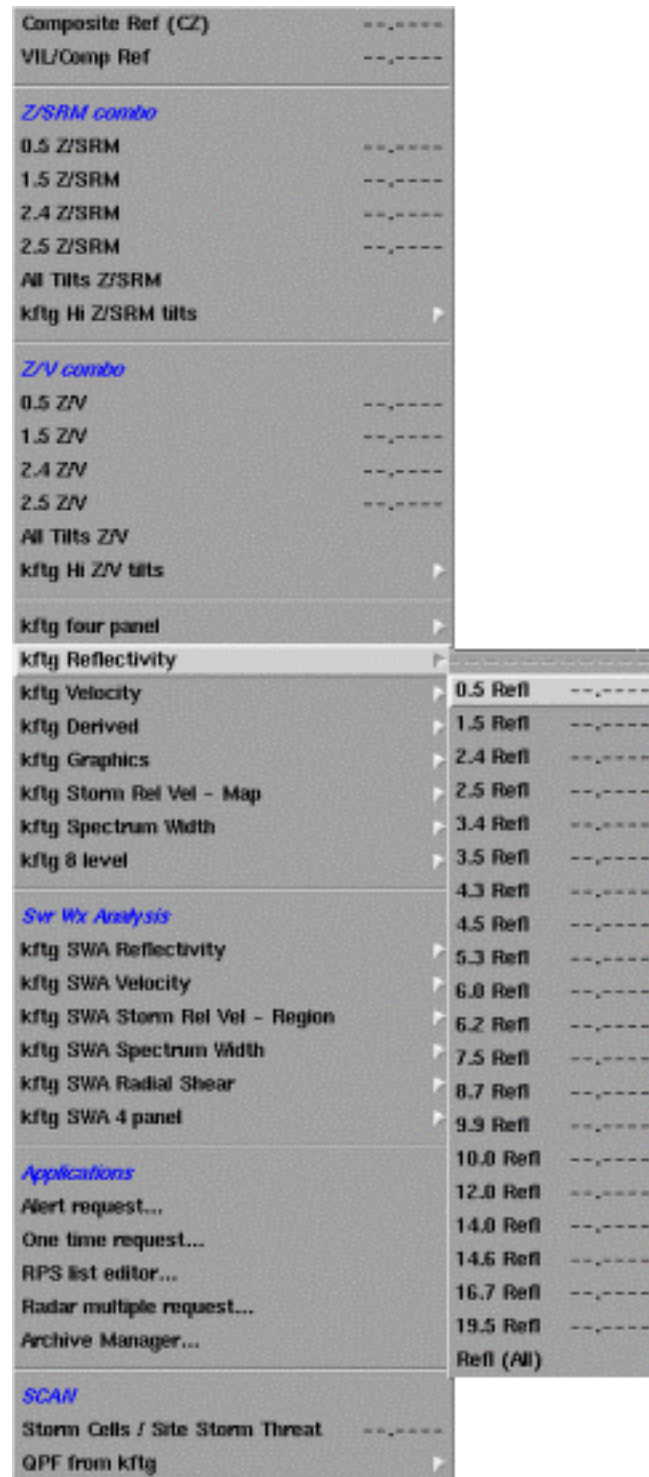 Composite Ref (CZ) --.----
VIL/Comp Ref --.----
Z/SRM combo
0.5 Z/SRM --.----
1.5 Z/SRM --.----
2.4 Z/SRM --.----
2.5 Z/SRM --.----
All Tilts Z/SRM
kftg Hi Z/SRM tilts
Z/V combo
0.5 Z/V --.----
1.5 Z/V --.----
2.4 Z/V --.----
2.5 Z/V --.----
All Tilts Z/V
kftg Hi Z/V tilts
kftg four panel
kftg Reflectivity
kftg Velocity
kftg Derived
kftg Graphics
kftg Storm Rel Vel - Map
kftg Spectrum Width
kftg 8 level
Svr Wx Analysis
kftg SWA Reflectivity
kftg SWA Velocity
kftg SWA Storm Rel Vel - Region
kftg SWA Spectrum Width
kftg SWA Radial Shear
kftg SWA 4 panel
Applications
Alert request...
One time request...
RPS list editor...
Radar multiple request...
Archive Manager...
SCAN
Storm Cells / Site Storm Threat --.----
QPF from kftg
0.5 Refl --.----
1.5 Refl --.----
2.4 Refl --.----
2.5 Refl --.----
3.4 Refl --.----
3.5 Refl --.----
4.3 Refl --.----
4.5 Refl --.----
5.3 Refl --.----
6.0 Refl --.----
6.2 Refl --.----
7.5 Refl --.----
8.7 Refl --.----
9.9 Refl --.----
10.0 Refl --.----
12.0 Refl --.----
14.0 Refl --.----
14.6 Refl --.----
16.7 Refl --.----
19.5 Refl --.----
Refl (All)